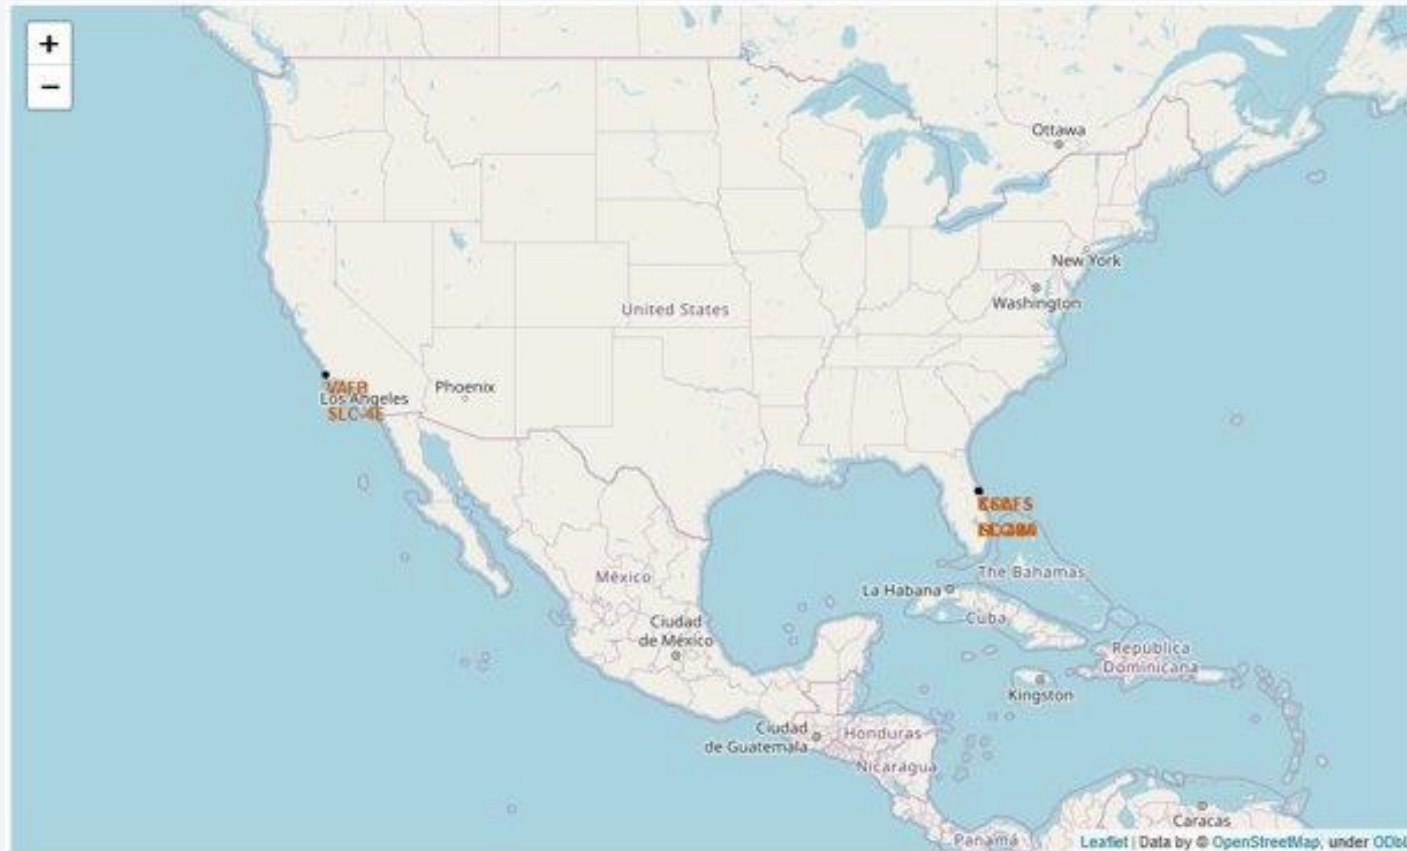 +
−
Ottawa
New York
Washington
United States
VAFB
Los Angeles
SLC-4E
Phoenix
México
The Bahamas
La Habana
Cuba
Ciudad
de México
República
Dominicana
Kingston
Ciudad
de Guatemala
Honduras
Nicaragua
Caracas
Panamá
Leaflet | Data by © OpenStreetMap, under ODbL